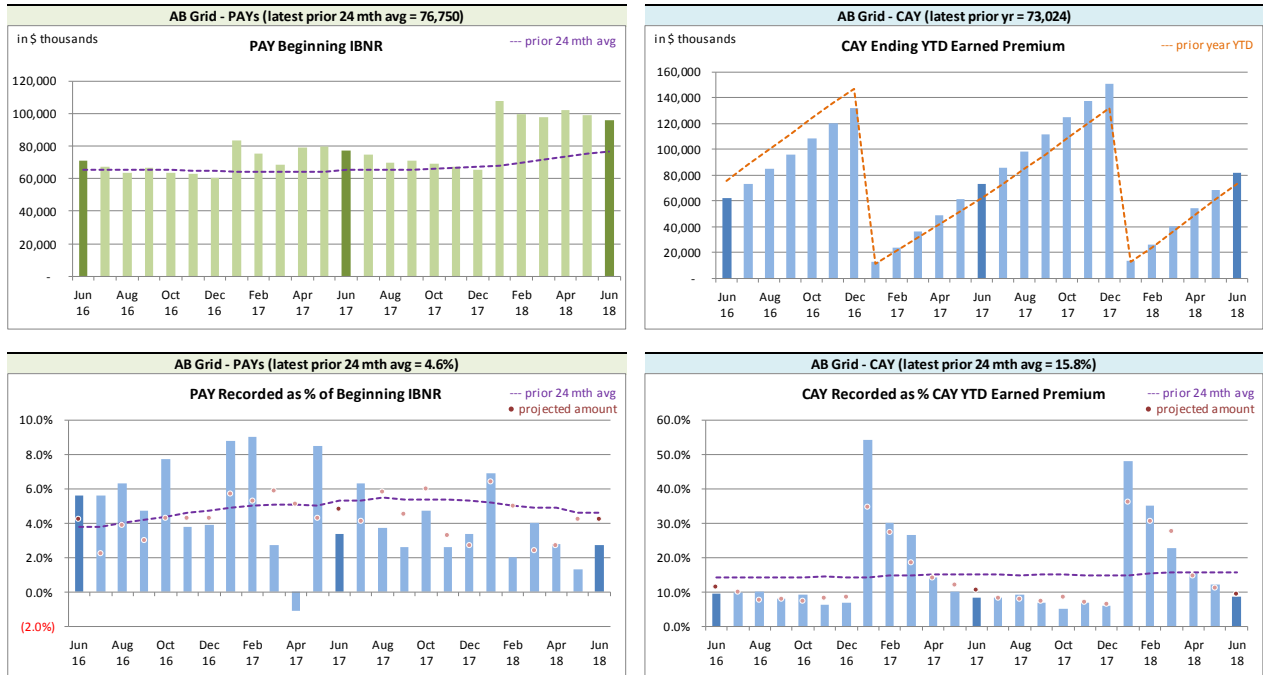 AB Grid - PAYs (latest prior 24 mth avg = 76,750)
in $ thousands
PAY Beginning IBNR
--- prior 24 mth avg
120,000
100,000
80,000
60,000
40,000
20,000
-
Jun Aug Oct Dec Feb Apr Jun Aug Oct Dec Feb Apr Jun
16 16 16 16 17 17 17 17 17 17 18 18 18
AB Grid - CAY (latest prior yr = 73,024)
in $ thousands
CAY Ending YTD Earned Premium
--- prior year YTD
160,000
140,000
120,000
100,000
80,000
60,000
40,000
20,000
-
Jun Aug Oct Dec Feb Apr Jun Aug Oct Dec Feb Apr Jun
16 16 16 16 17 17 17 17 17 17 18 18 18
AB Grid - PAYs (latest prior 24 mth avg = 4.6%)
PAY Recorded as % of Beginning IBNR
--- prior 24 mth avg
• projected amount
10.0%
8.0%
6.0%
4.0%
2.0%
0.0%
(2.0%)
Jun Aug Oct Dec Feb Apr Jun Aug Oct Dec Feb Apr Jun
16 16 16 16 17 17 17 17 17 17 18 18 18
AB Grid - CAY (latest prior 24 mth avg = 15.8%)
CAY Recorded as % CAY YTD Earned Premium
--- prior 24 mth avg
• projected amount
60.0%
50.0%
40.0%
30.0%
20.0%
10.0%
0.0%
Jun Aug Oct Dec Feb Apr Jun Aug Oct Dec Feb Apr Jun
16 16 16 16 17 17 17 17 17 17 18 18 18